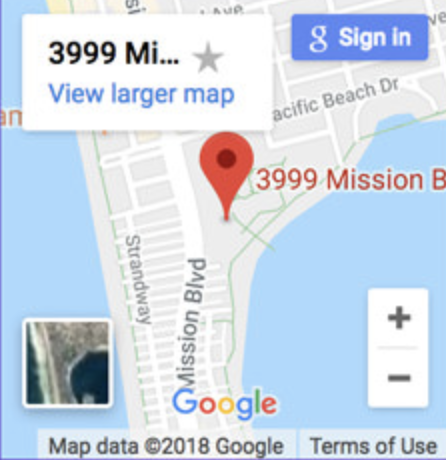 Ave
Sign in
3999 Mi...
View larger map
acific Beach Dr
3999 Mission B
Strandway
Mission Blvd
Google
Map data ©2018 Google
Terms of Use